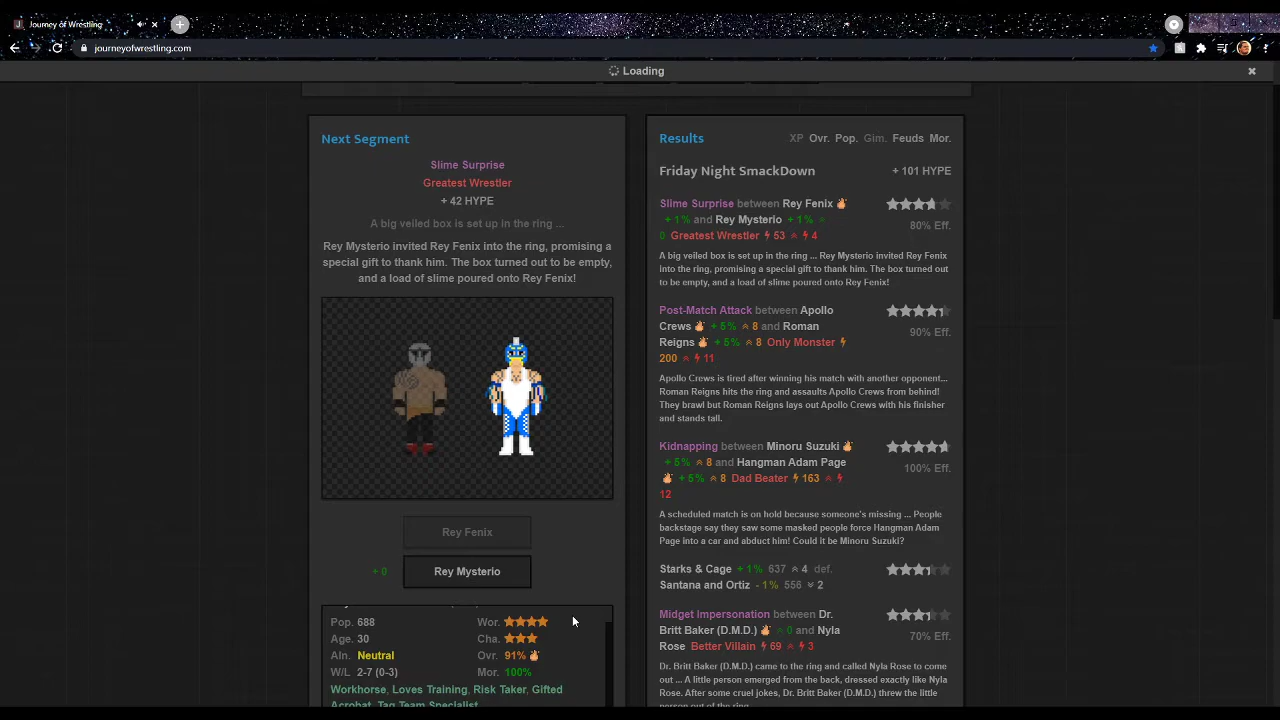 Journey of Wrestling
journeyofwrestling.com
Loading
Next Segment
Slime Surprise
Greatest Wrestler
+ 42 HYPE
A big veiled box is set up in the ring ...
Rey Mysterio invited Rey Fenix into the ring, promising a
special gift to thank him. The box turned out to be empty,
and a load of slime poured onto Rey Fenix!
Rey Fenix
+ 0 Rey Mysterio
Pop. 688 Wor.
Age. 30 Cha.
Aln. Neutral Ovr. 91%
W/L 2-7 (0-3) Mor. 100%
Workhorse, Loves Training, Risk Taker, Gifted
Acrobat, Tag Team Specialist
Results XP Ovr. Pop. Gim. Feuds Mor.
Friday Night SmackDown + 101 HYPE
Slime Surprise between Rey Fenix
+ 1% and Rey Mysterio + 1% 80% Eff.
0 Greatest Wrestler 53 4
A big veiled box is set up in the ring ... Rey Mysterio invited Rey Fenix
into the ring, promising a special gift to thank him. The box turned out
to be empty, and a load of slime poured onto Rey Fenix!
Post-Match Attack between Apollo
Crews + 5% 8 and Roman 90% Eff.
Reigns + 5% 8 Only Monster
200 11
Apollo Crews is tired after winning his match with another opponent...
Roman Reigns hits the ring and assaults Apollo Crews from behind!
They brawl but Roman Reigns lays out Apollo Crews with his finisher
and stands tall.
Kidnapping between Minoru Suzuki
+ 5% 8 and Hangman Adam Page 100% Eff.
+ 5% 8 Dad Beater 163
12
A scheduled match is on hold because someone's missing ... People
backstage say they saw some masked people force Hangman Adam
Page into a car and abduct him! Could it be Minoru Suzuki?
Starks & Cage + 1% 637 4 def.
Santana and Ortiz - 1% 556 2
Midget Impersonation between Dr.
Britt Baker (D.M.D.) 0 and Nyla 70% Eff.
Rose Better Villain 69 3
Dr. Britt Baker (D.M.D.) came to the ring and called Nyla Rose to come
out ... A little person emerged from the back, dressed exactly like Nyla
Rose. After some cruel jokes, Dr. Britt Baker (D.M.D.) threw the little
person out of the ring.